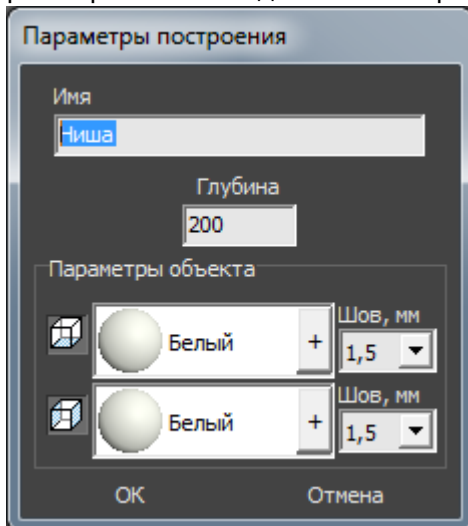 Параметры построения
Имя
Ниша
Глубина
200
Параметры объекта
Шов, мм
Белый + 1,5
Шов, мм
Белый + 1,5
ОК Отмена